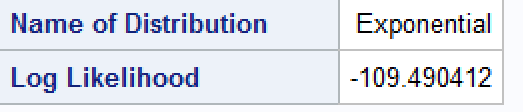 Name of Distribution Exponential
Log Likelihood -109.490412